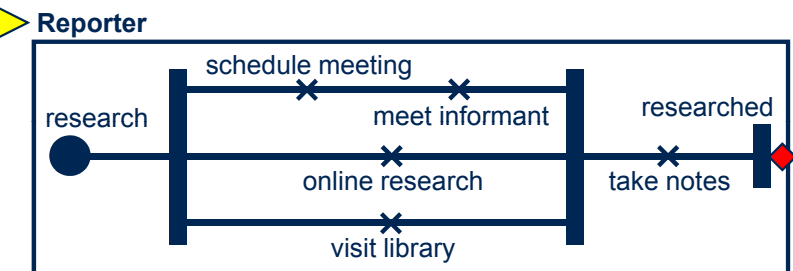 Reporter
schedule meeting
research
meet informant
researched
online research
take notes
visit library